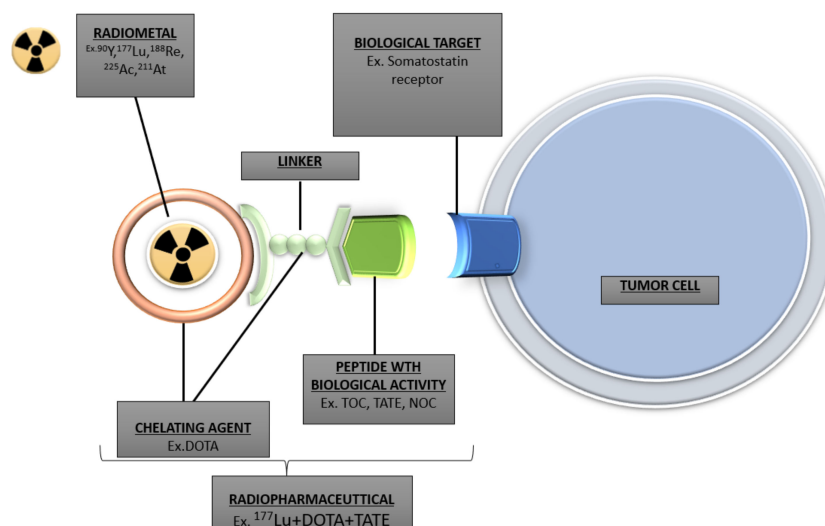 RADIOMETAL
Ex.⁹⁰Y,¹⁷⁷Lu,¹⁸⁸Re,
²²⁵Ac,²¹¹At
BIOLOGICAL TARGET
Ex. Somatostatin
receptor
LINKER
TUMOR CELL
PEPTIDE WTH
BIOLOGICAL ACTIVITY
Ex. TOC, TATE, NOC
CHELATING AGENT
Ex.DOTA
RADIOPHARMACEUTTICAL
Ex. ¹⁷⁷Lu+DOTA+TATE